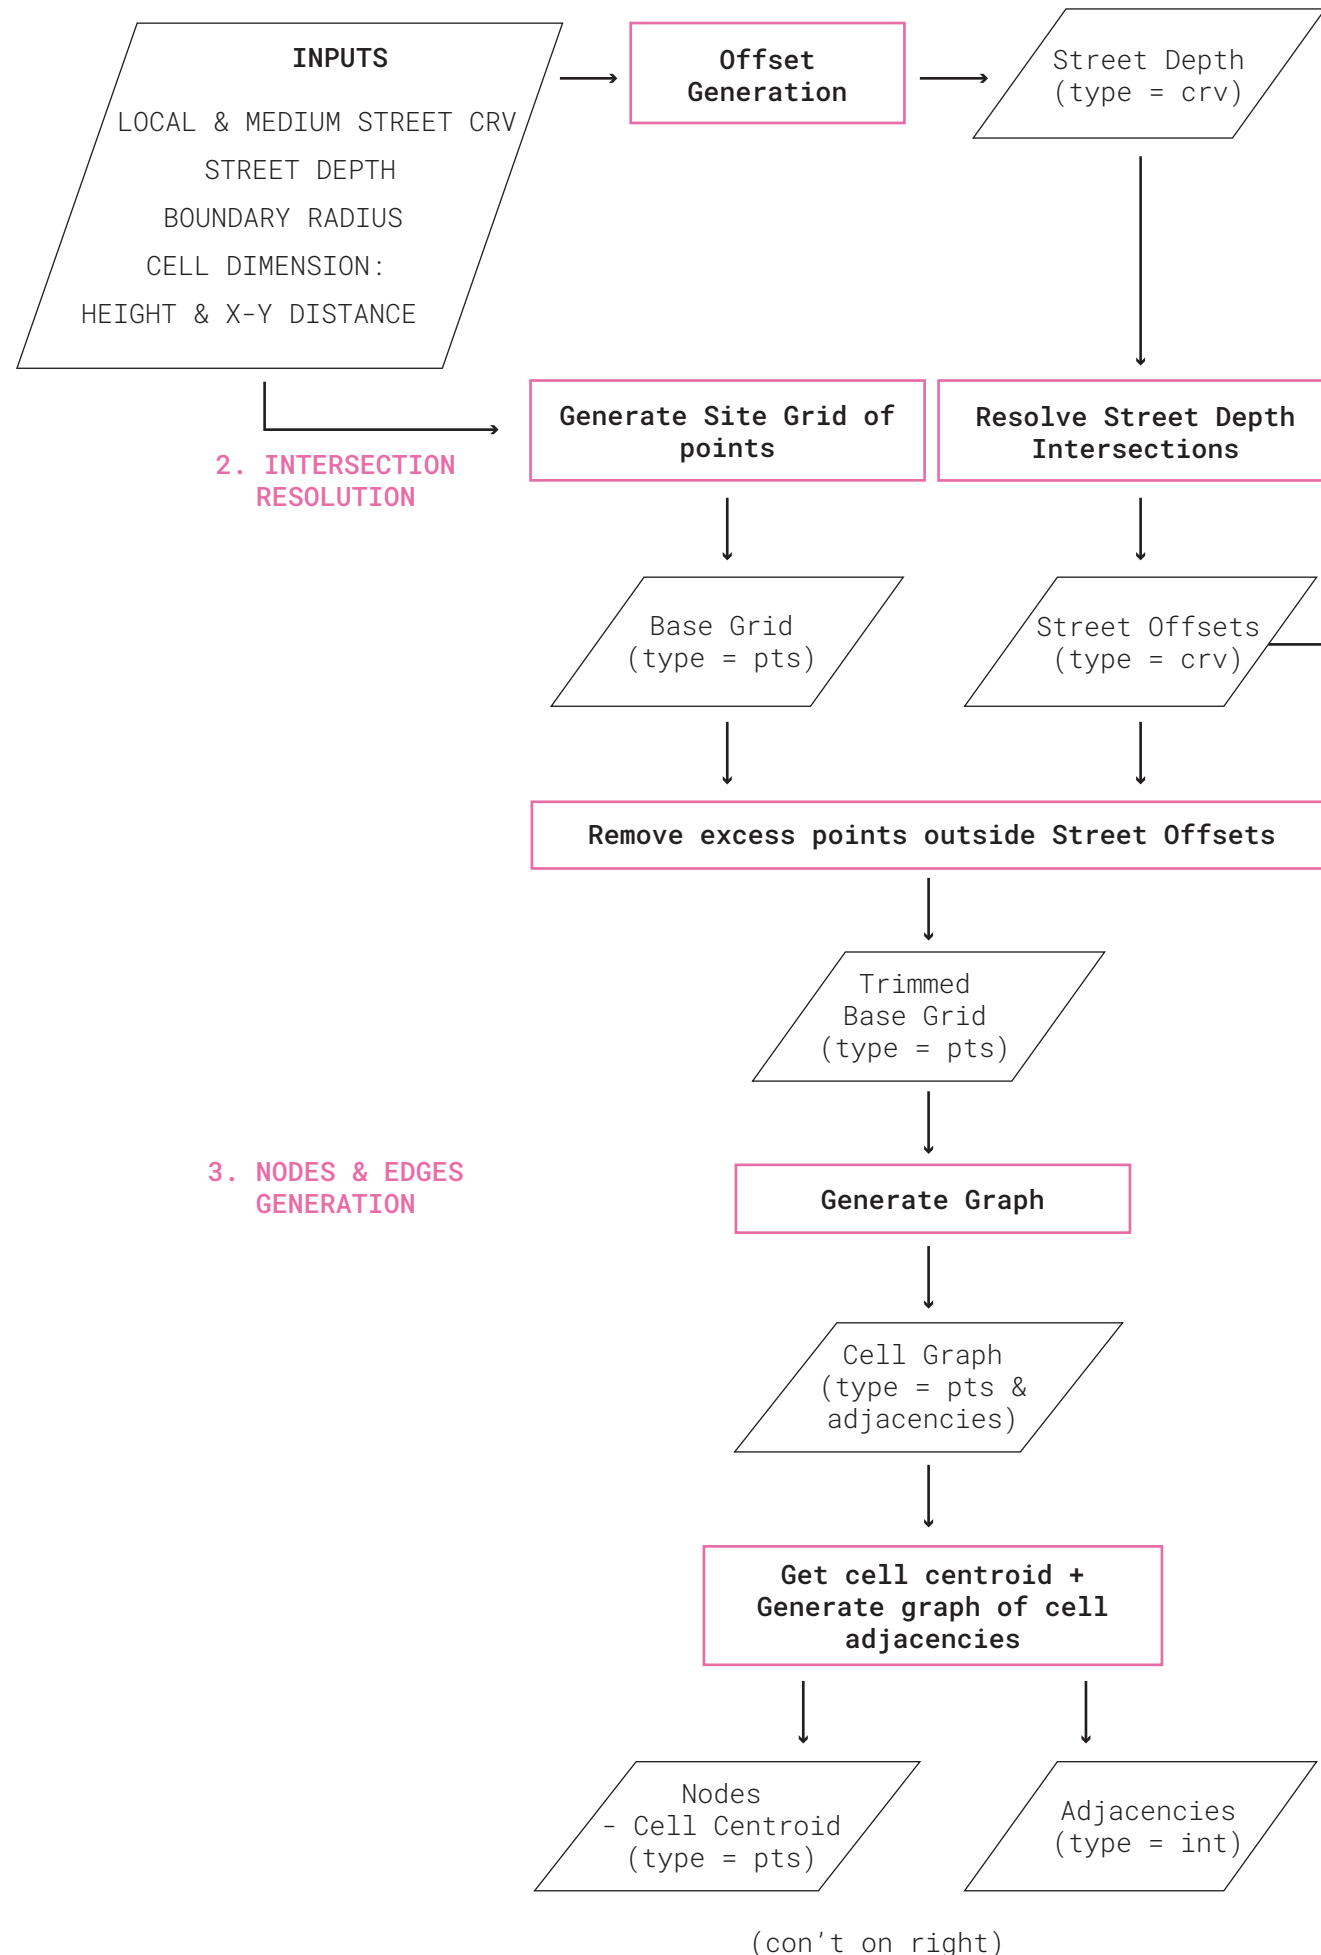 INPUTS
LOCAL & MEDIUM STREET CRV
STREET DEPTH
BOUNDARY RADIUS
CELL DIMENSION:
HEIGHT & X-Y DISTANCE
Offset
Generation
Street Depth
(type = crv)
2. INTERSECTION
RESOLUTION
Generate Site Grid of
points
Resolve Street Depth
Intersections
Base Grid
(type = pts)
Street Offsets
(type = crv)
Remove excess points outside Street Offsets
Trimmed
Base Grid
(type = pts)
3. NODES & EDGES
GENERATION
Generate Graph
Cell Graph
(type = pts &
adjacencies)
Get cell centroid +
Generate graph of cell
adjacencies
Nodes
- Cell Centroid
(type = pts)
Adjacencies
(type = int)
(con't on right)